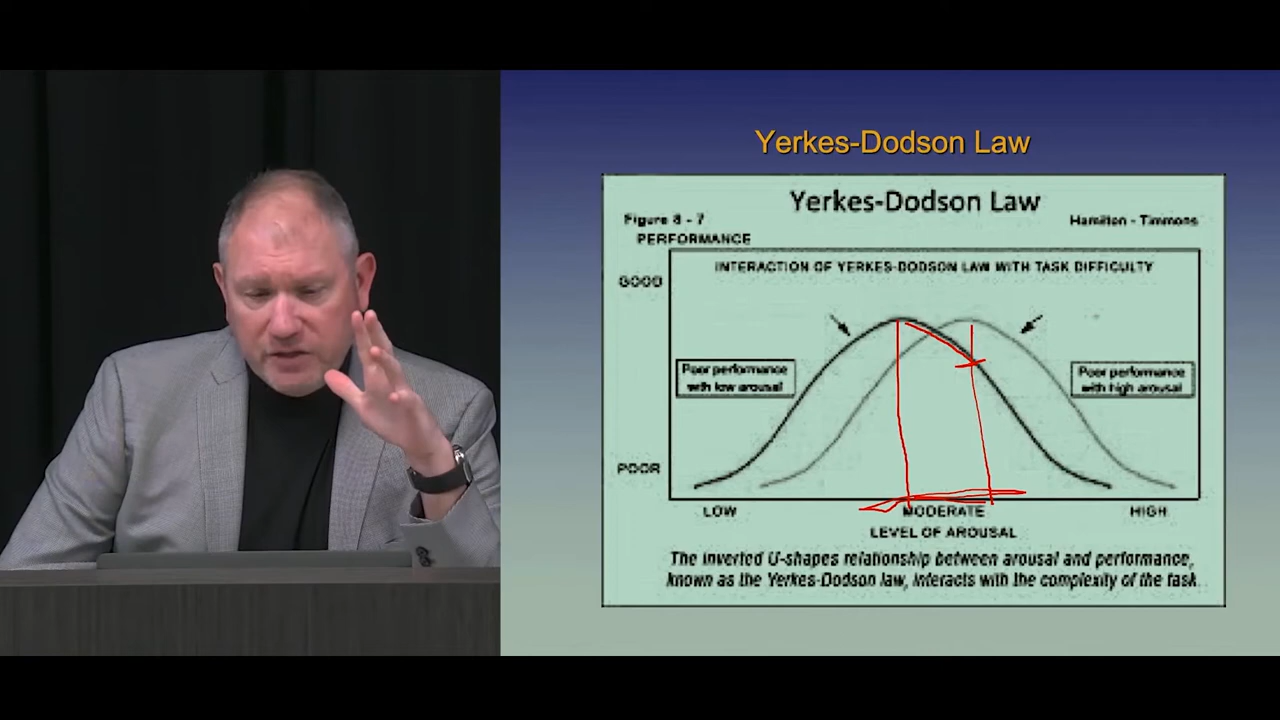 Yerkes-Dodson Law
Yerkes-Dodson Law
Figure 8 - 7
Hamilton - Timmons
PERFORMANCE
INTERACTION OF YERKES-DODSON LAW WITH TASK DIFFICULTY
GOOD
Poor performance
with low arousal
Poor performance
with high arousal
POOR
LOW
MODERATE
HIGH
LEVEL OF AROUSAL
The inverted U-shapes relationship between arousal and performance,
known as the Yerkes-Dodson law, interacts with the complexity of the task